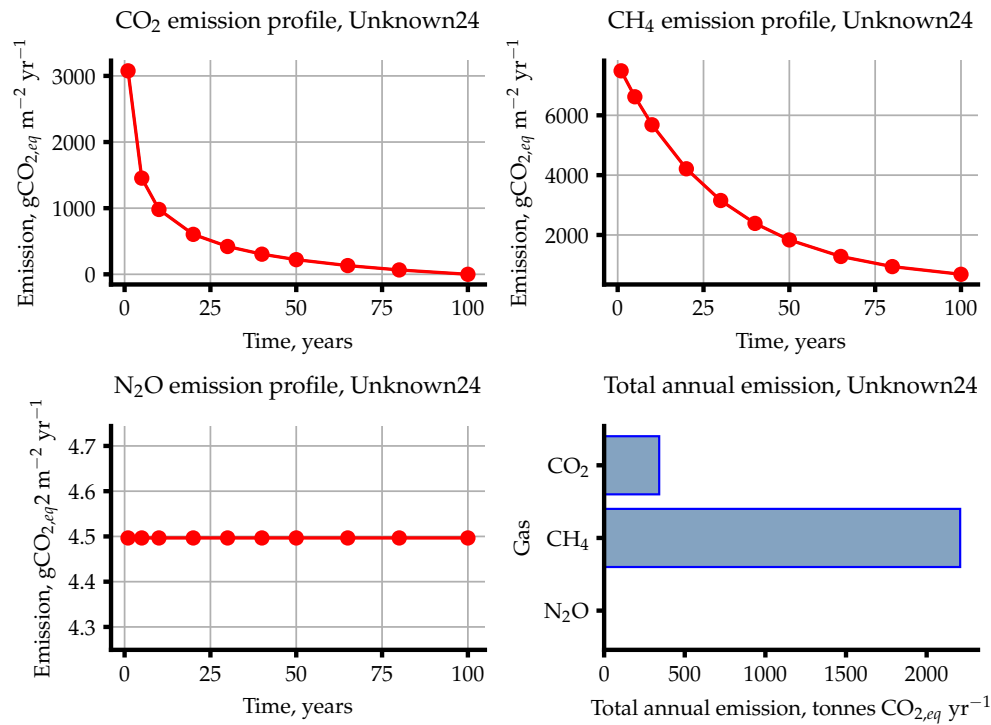 CO₂ emission profile, Unknown24
Emission, gCO₂,eq m⁻² yr⁻¹
3000
2000
1000
0
0 25 50 75 100
Time, years
CH₄ emission profile, Unknown24
Emission, gCO₂,eq m⁻² yr⁻¹
6000
4000
2000
0 25 50 75 100
Time, years
N₂O emission profile, Unknown24
Emission, gCO₂,eq2 m⁻² yr⁻¹
4.7
4.6
4.5
4.4
4.3
0 25 50 75 100
Time, years
Total annual emission, Unknown24
Gas
CO₂
CH₄
N₂O
0 500 1000 1500 2000
Total annual emission, tonnes CO₂,eq yr⁻¹